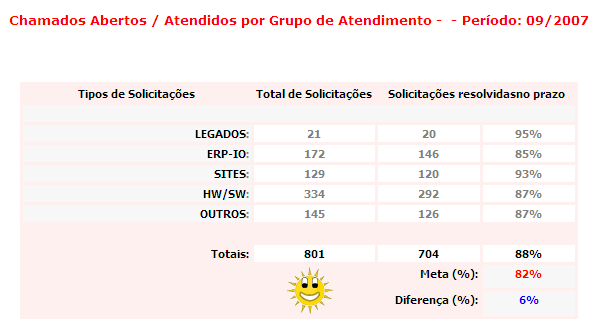 Chamados Abertos / Atendidos por Grupo de Atendimento -  - Período: 09/2007
Tipos de Solicitações Total de Solicitações Solicitações resolvidasno prazo
LEGADOS: 21 20 95%
ERP-IO: 172 146 85%
SITES: 129 120 93%
HW/SW: 334 292 87%
OUTROS: 145 126 87%
Totais: 801 704 88%
Meta (%): 82%
Diferença (%): 6%